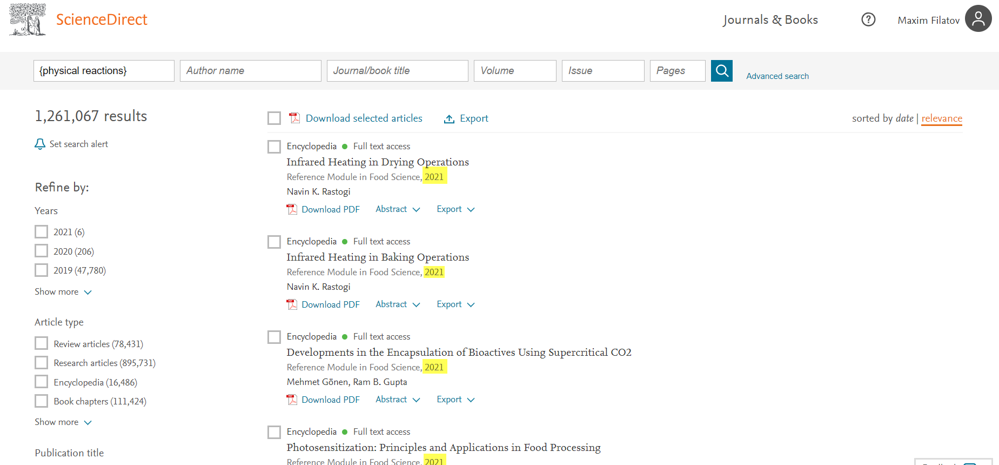 ScienceDirect
Journals & Books
?
Maxim Filatov
{physical reactions}
Author name
Journal/book title
Volume
Issue
Pages
Advanced search
1,261,067 results
Set search alert
Refine by:
Years
2021 (6)
2020 (206)
2019 (47,780)
Show more
Article type
Review articles (78,431)
Research articles (895,731)
Encyclopedia (16,486)
Book chapters (111,424)
Show more
Publication title
Download selected articles
Export
sorted by date | relevance
Encyclopedia Full text access
Infrared Heating in Drying Operations
Reference Module in Food Science, 2021
Navin K. Rastogi
Download PDF Abstract Export
Encyclopedia Full text access
Infrared Heating in Baking Operations
Reference Module in Food Science, 2021
Navin K. Rastogi
Download PDF Abstract Export
Encyclopedia Full text access
Developments in the Encapsulation of Bioactives Using Supercritical CO2
Reference Module in Food Science, 2021
Mehmet Gönen, Ram B. Gupta
Download PDF Abstract Export
Encyclopedia Full text access
Photosensitization: Principles and Applications in Food Processing
Reference Module in Food Science, 2021